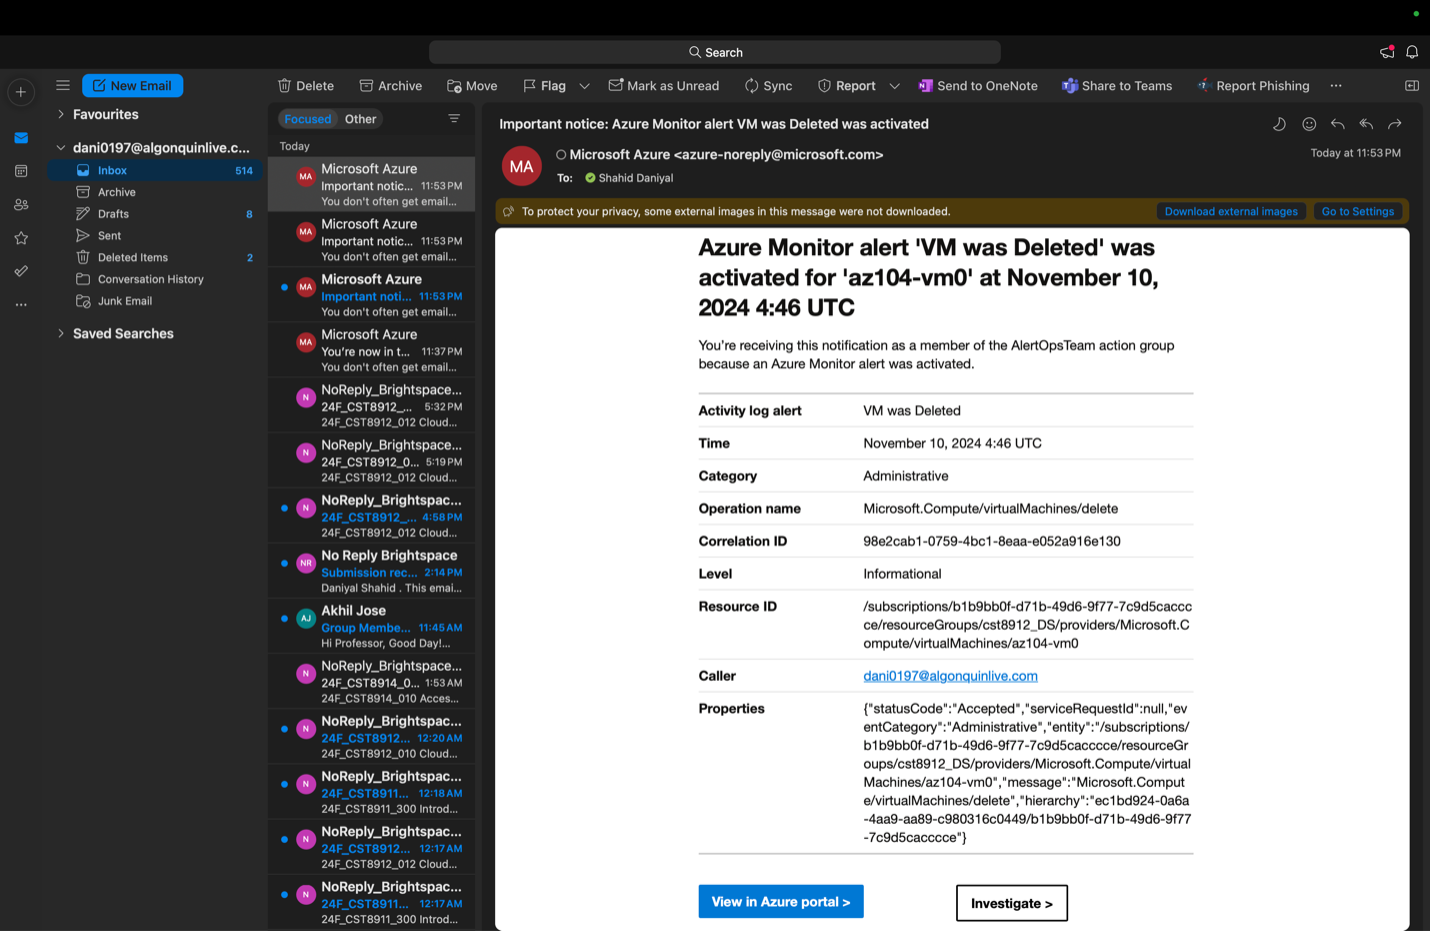 Search
New Email
Delete
Archive
Move
Flag
Mark as Unread
Sync
Report
Send to OneNote
Share to Teams
Report Phishing
Favourites
dani0197@algonquinlive.c...
Inbox 514
Archive
Drafts 8
Sent
Deleted Items 2
Conversation History
Junk Email
Saved Searches
Focused Other
Today
MA
Microsoft Azure
Important notic... 11:53 PM
You don't often get email...
MA
Microsoft Azure
Important notic... 11:53 PM
You don't often get email...
MA
Microsoft Azure
Important noti... 11:53 PM
You don't often get email...
MA
Microsoft Azure
You're now in t... 11:37 PM
You don't often get email...
N
NoReply_Brightspace...
24F_CST8912_... 5:32 PM
24F_CST8912_012 Cloud...
N
NoReply_Brightspace...
24F_CST8912_0... 5:19 PM
24F_CST8912_012 Cloud...
N
NoReply_Brightspac...
24F_CST8912_... 4:58 PM
24F_CST8912_012 Cloud...
NR
No Reply Brightspace
Submission rec... 2:14 PM
Daniyal Shahid . This emai...
AJ
Akhil Jose
Group Membe... 11:45 AM
Hi Professor, Good Day!...
N
NoReply_Brightspace...
24F_CST8914_0... 1:53 AM
24F_CST8914_010 Acces...
N
NoReply_Brightspac...
24F_CST8912... 12:20 AM
24F_CST8912_010 Cloud...
N
NoReply_Brightspac...
24F_CST8911... 12:18 AM
24F_CST8911_300 Introd...
N
NoReply_Brightspac...
24F_CST8912... 12:17 AM
24F_CST8912_012 Cloud...
N
NoReply_Brightspac...
24F_CST8911... 12:17 AM
24F_CST8911_300 Introd...
Important notice: Azure Monitor alert VM was Deleted was activated
MA
Microsoft Azure <azure-noreply@microsoft.com>
Today at 11:53 PM
To: Shahid Daniyal
To protect your privacy, some external images in this message were not downloaded.
Download external images
Go to Settings
Azure Monitor alert 'VM was Deleted' was
activated for 'az104-vm0' at November 10,
2024 4:46 UTC
You're receiving this notification as a member of the AlertOpsTeam action group
because an Azure Monitor alert was activated.
Activity log alert VM was Deleted
Time November 10, 2024 4:46 UTC
Category Administrative
Operation name Microsoft.Compute/virtualMachines/delete
Correlation ID 98e2cab1-0759-4bc1-8eaa-e052a916e130
Level Informational
Resource ID /subscriptions/b1b9bb0f-d71b-49d6-9f77-7c9d5caccc
ce/resourceGroups/cst8912_DS/providers/Microsoft.C
ompute/virtualMachines/az104-vm0
Caller dani0197@algonquinlive.com
Properties {"statusCode":"Accepted","serviceRequestId":null,"ev
entCategory":"Administrative","entity":"/subscriptions/
b1b9bb0f-d71b-49d6-9f77-7c9d5cacccce/resourceGr
oups/cst8912_DS/providers/Microsoft.Compute/virtual
Machines/az104-vm0","message":"Microsoft.Comput
e/virtualMachines/delete","hierarchy":"ec1bd924-0a6a
-4aa9-aa89-c980316c0449/b1b9bb0f-d71b-49d6-9f77
-7c9d5cacccce"}
View in Azure portal >
Investigate >